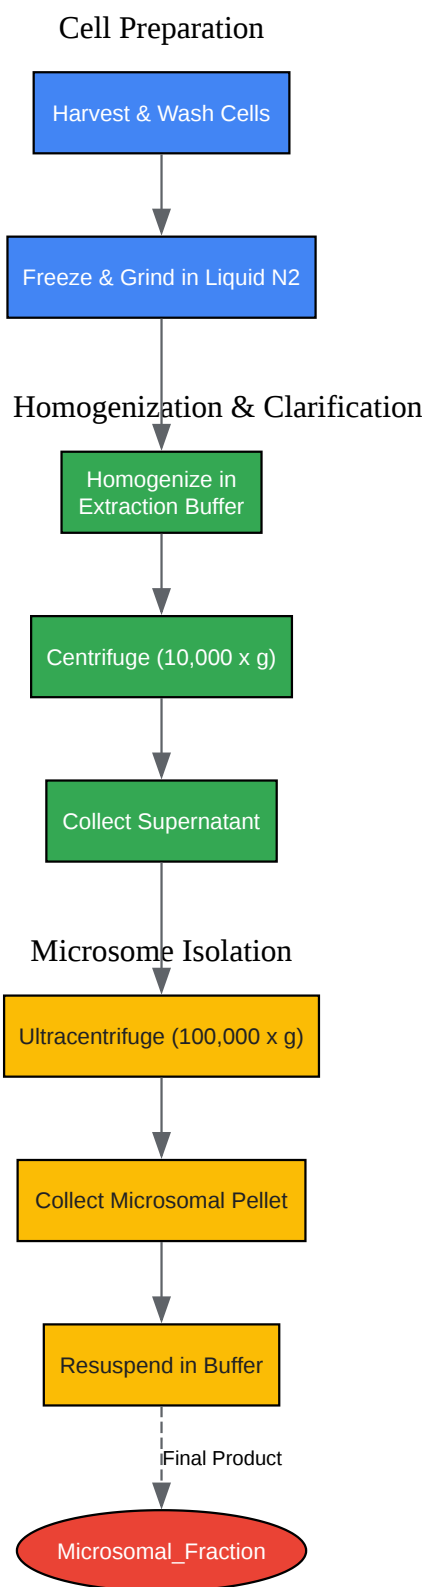 Cell Preparation
Harvest & Wash Cells
Freeze & Grind in Liquid N2
Homogenization & Clarification
Homogenize in
Extraction Buffer
Centrifuge (10,000 x g)
Collect Supernatant
Microsome Isolation
Ultracentrifuge (100,000 x g)
Collect Microsomal Pellet
Resuspend in Buffer
Final Product
Microsomal_Fraction